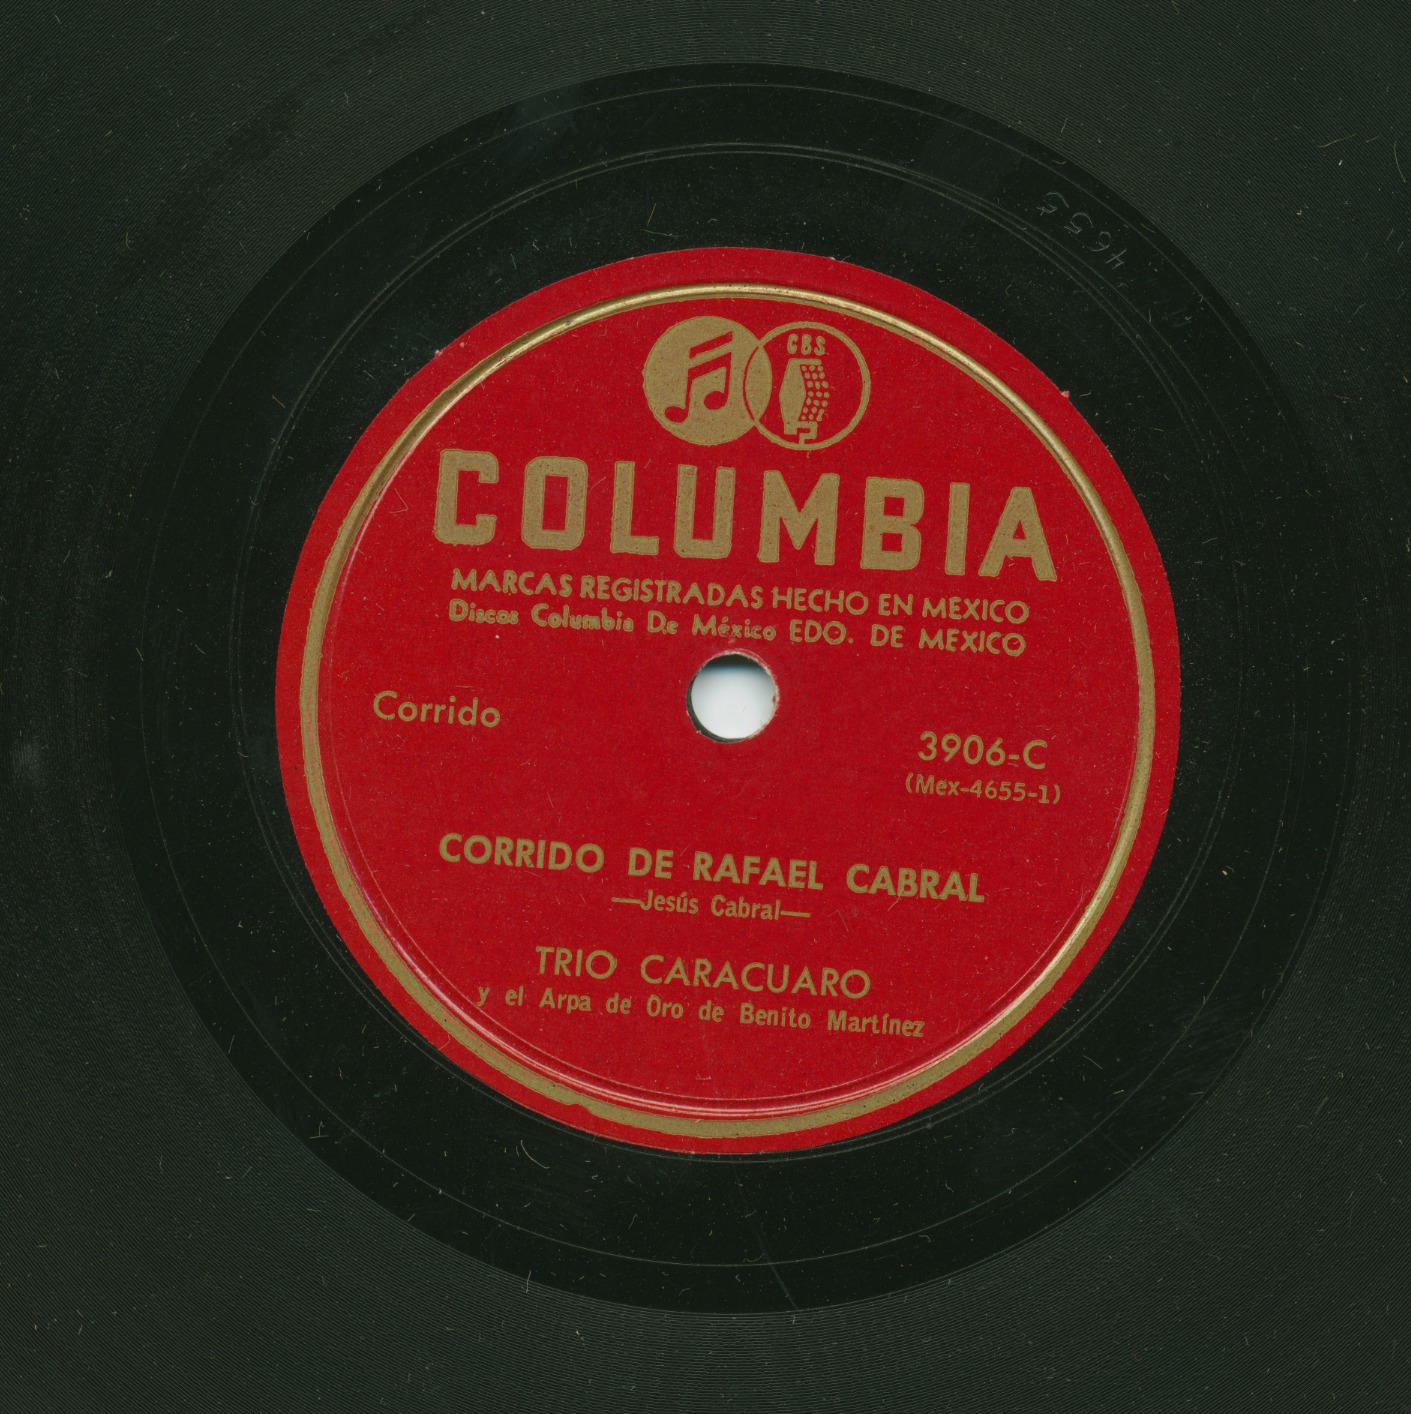 CBS
COLUMBIA
MARCAS REGISTRADAS HECHO EN MEXICO
Discos Columbia De México EDO. DE MEXICO
Corrido
3906-C
(Mex-4655-1)
CORRIDO DE RAFAEL CABRAL
—Jesús Cabral—
TRIO CARACUARO
y el Arpa de Oro de Benito Martínez
4655